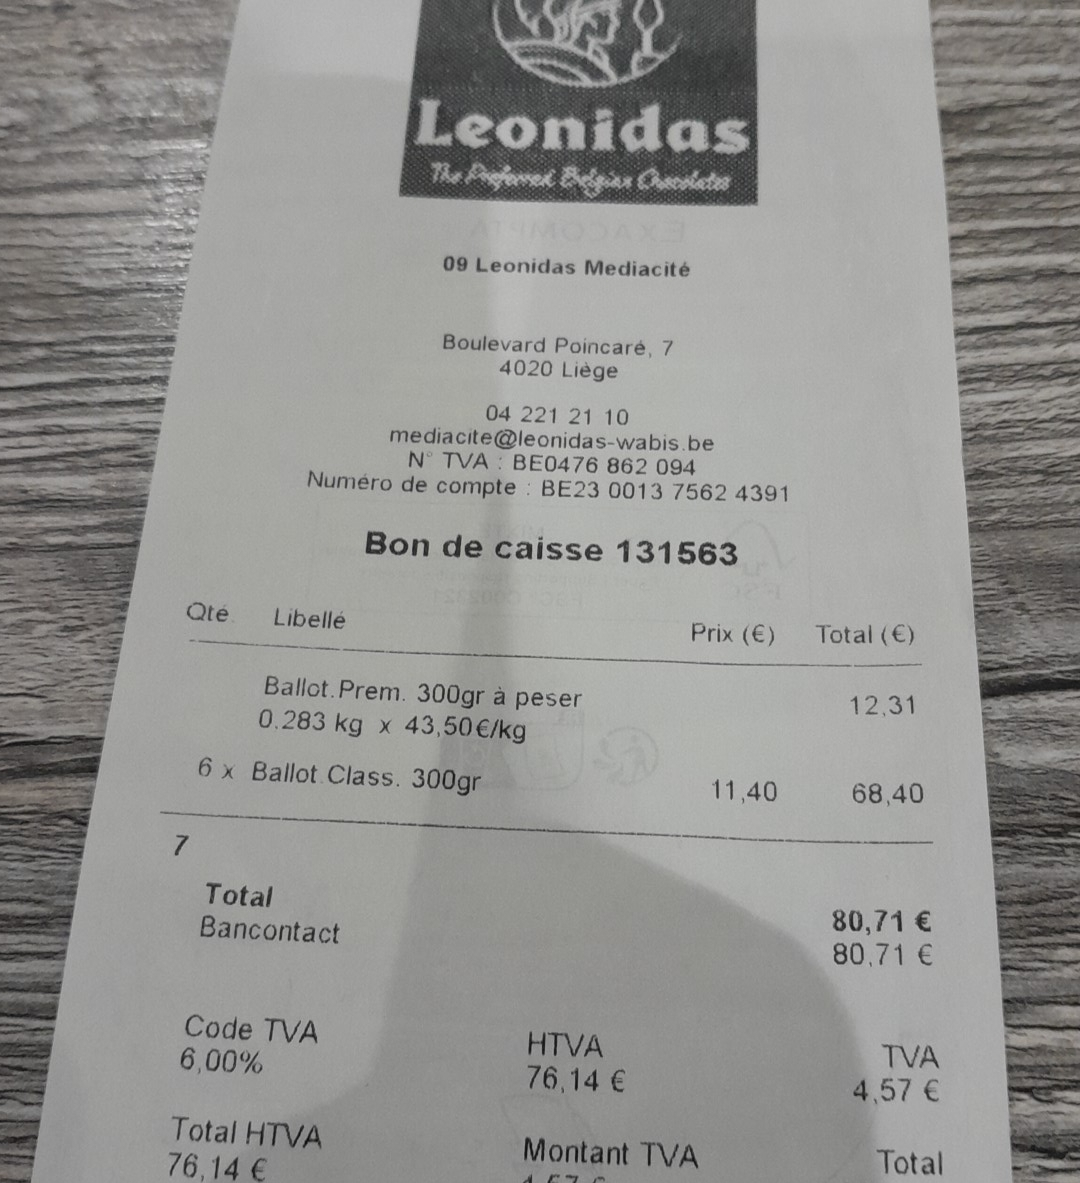 Leonidas
The Preferred Belgian Chocolates
EXACOMPTA
09 Leonidas Mediacité
Boulevard Poincaré, 7
4020 Liège
04 221 21 10
mediacite@leonidas-wabis.be
N° TVA : BE0476 862 094
Numéro de compte : BE23 0013 7562 4391
Bon de caisse 131563
Qté. Libellé Prix (€) Total (€)
Ballot.Prem. 300gr à peser 12,31
0.283 kg x 43,50€/kg
6 x Ballot.Class. 300gr 11,40 68,40
7
Total 80,71 €
Bancontact 80,71 €
Code TVA HTVA TVA
6,00% 76,14 € 4,57 €
Total HTVA Montant TVA Total
76,14 €